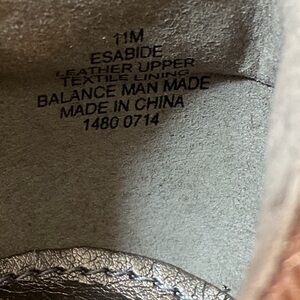 11M
ESABIDE
LEATHER UPPER
TEXTILE LINING
BALANCE MAN MADE
MADE IN CHINA
1480 0714